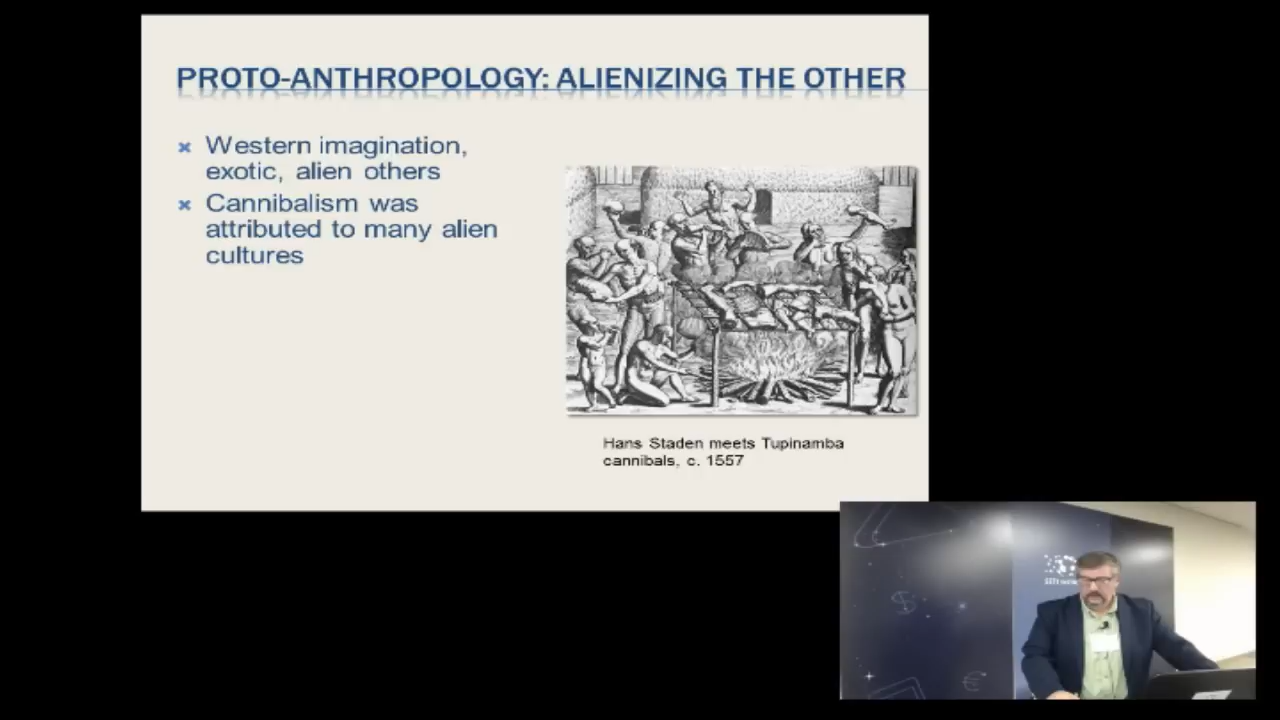 PROTO-ANTHROPOLOGY: ALIENIZING THE OTHER
Western imagination,
exotic, alien others
Cannibalism was
attributed to many alien
cultures
Hans Staden meets Tupinamba
cannibals, c. 1557
SETI
$
€